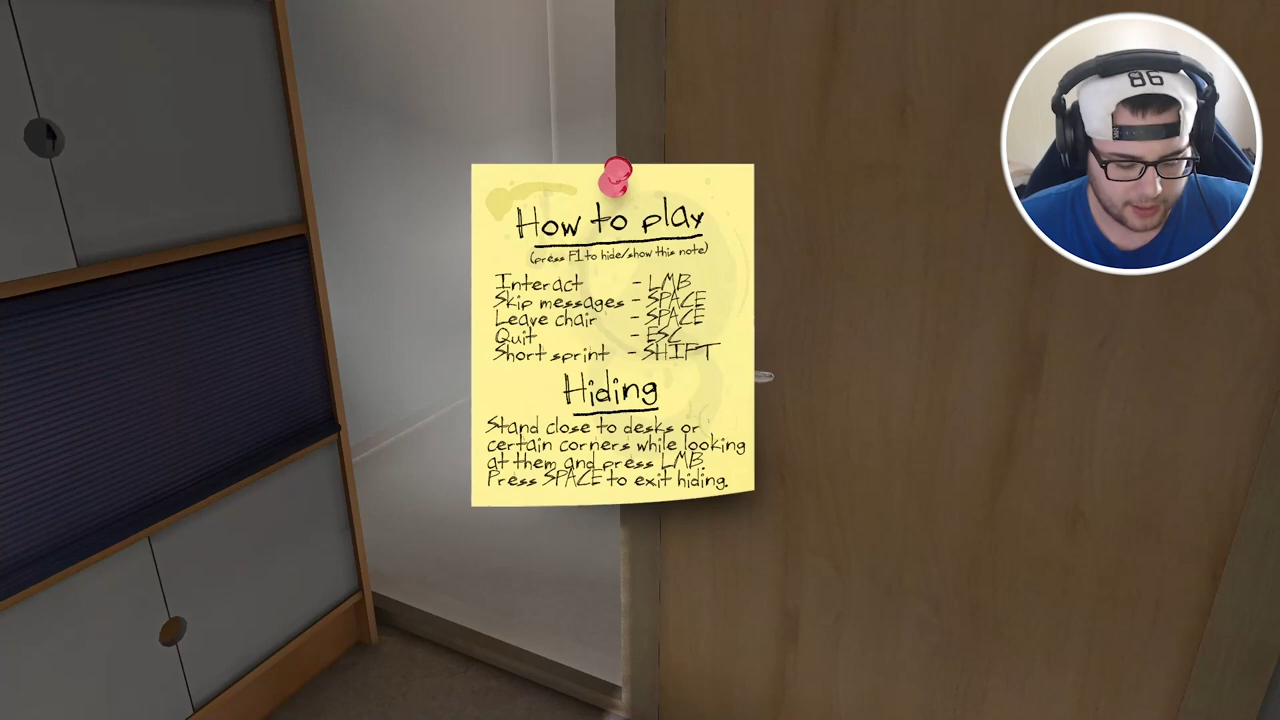 86
How to play
(press F1 to hide/show this note)
Interact - LMB
Skip messages - SPACE
Leave chair - SPACE
Quit - ESC
Short sprint - SHIFT
Hiding
Stand close to desks or
certain corners while looking
at them and press LMB.
Press SPACE to exit hiding.